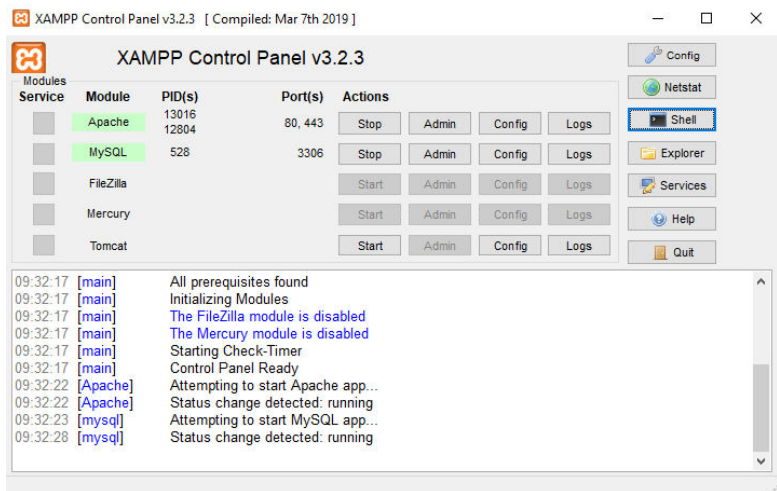 XAMPP Control Panel v3.2.3 [ Compiled: Mar 7th 2019 ]
XAMPP Control Panel v3.2.3
Config
Modules
Service Module PID(s) Port(s) Actions
Netstat
Apache 13016 12804 80, 443 Stop Admin Config Logs
Shell
MySQL 528 3306 Stop Admin Config Logs
Explorer
FileZilla Start Admin Config Logs
Services
Mercury Start Admin Config Logs
Help
Tomcat Start Admin Config Logs
Quit
09:32:17 [main] All prerequisites found
09:32:17 [main] Initializing Modules
09:32:17 [main] The FileZilla module is disabled
09:32:17 [main] The Mercury module is disabled
09:32:17 [main] Starting Check-Timer
09:32:17 [main] Control Panel Ready
09:32:22 [Apache] Attempting to start Apache app...
09:32:22 [Apache] Status change detected: running
09:32:23 [mysql] Attempting to start MySQL app...
09:32:28 [mysql] Status change detected: running